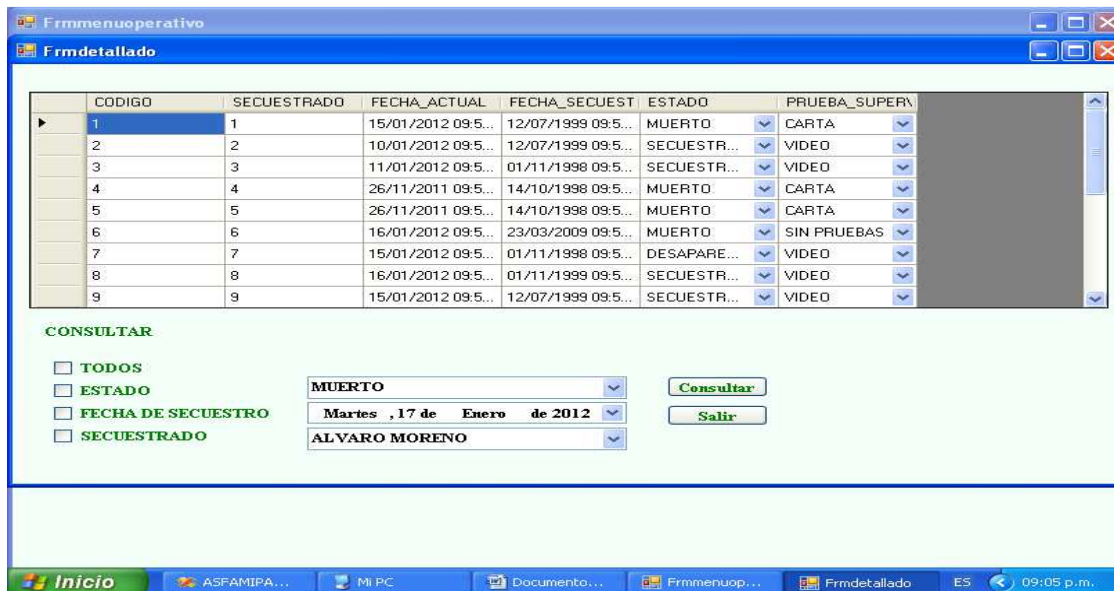 Frmmenuoperativo
Frmdetallado
CODIGO SECUESTRADO FECHA_ACTUAL FECHA_SECUEST ESTADO PRUEBA_SUPERV
1 1 15/01/2012 09:5... 12/07/1999 09:5... MUERTO CARTA
2 2 10/01/2012 09:5... 12/07/1999 09:5... SECUESTR... VIDEO
3 3 11/01/2012 09:5... 01/11/1998 09:5... SECUESTR... VIDEO
4 4 26/11/2011 09:5... 14/10/1998 09:5... MUERTO CARTA
5 5 26/11/2011 09:5... 14/10/1998 09:5... MUERTO CARTA
6 6 16/01/2012 09:5... 23/03/2009 09:5... MUERTO SIN PRUEBAS
7 7 15/01/2012 09:5... 01/11/1998 09:5... DESAPARE... VIDEO
8 8 16/01/2012 09:5... 01/11/1999 09:5... SECUESTR... VIDEO
9 9 15/01/2012 09:5... 12/07/1999 09:5... SECUESTR... VIDEO
CONSULTAR
TODOS
ESTADO MUERTO Consultar
FECHA DE SECUESTRO Martes , 17 de Enero de 2012 Salir
SECUESTRADO ALVARO MORENO
Inicio ASFAMIPA... Mi PC Documento... Frmmenuop... Frmdetallado ES 09:05 p.m.